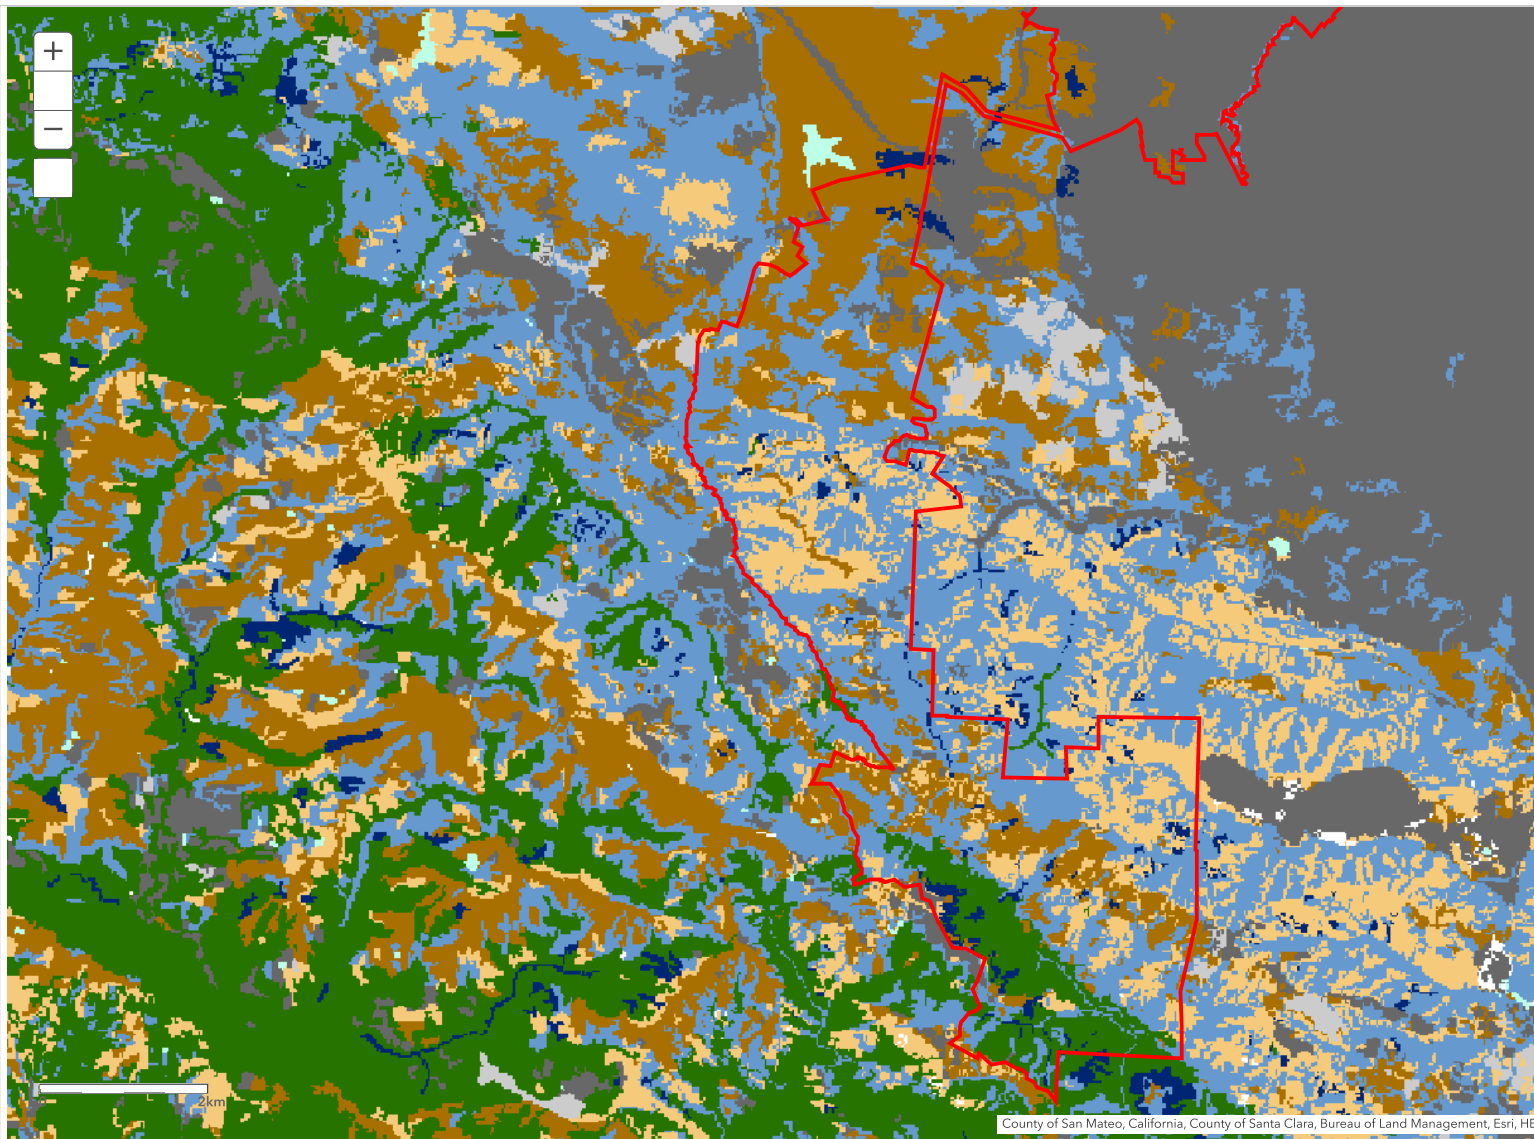 +
−
2km
County of San Mateo, California, County of Santa Clara, Bureau of Land Management, Esri, HE